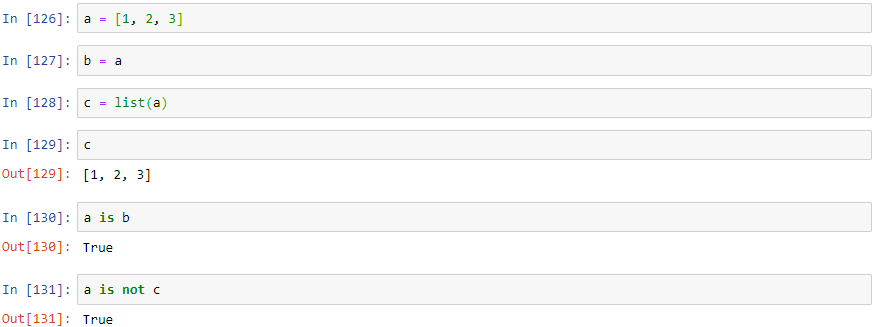 In [126]: a = [1, 2, 3]
In [127]: b = a
In [128]: c = list(a)
In [129]: c
Out[129]: [1, 2, 3]
In [130]: a is b
Out[130]: True
In [131]: a is not c
Out[131]: True